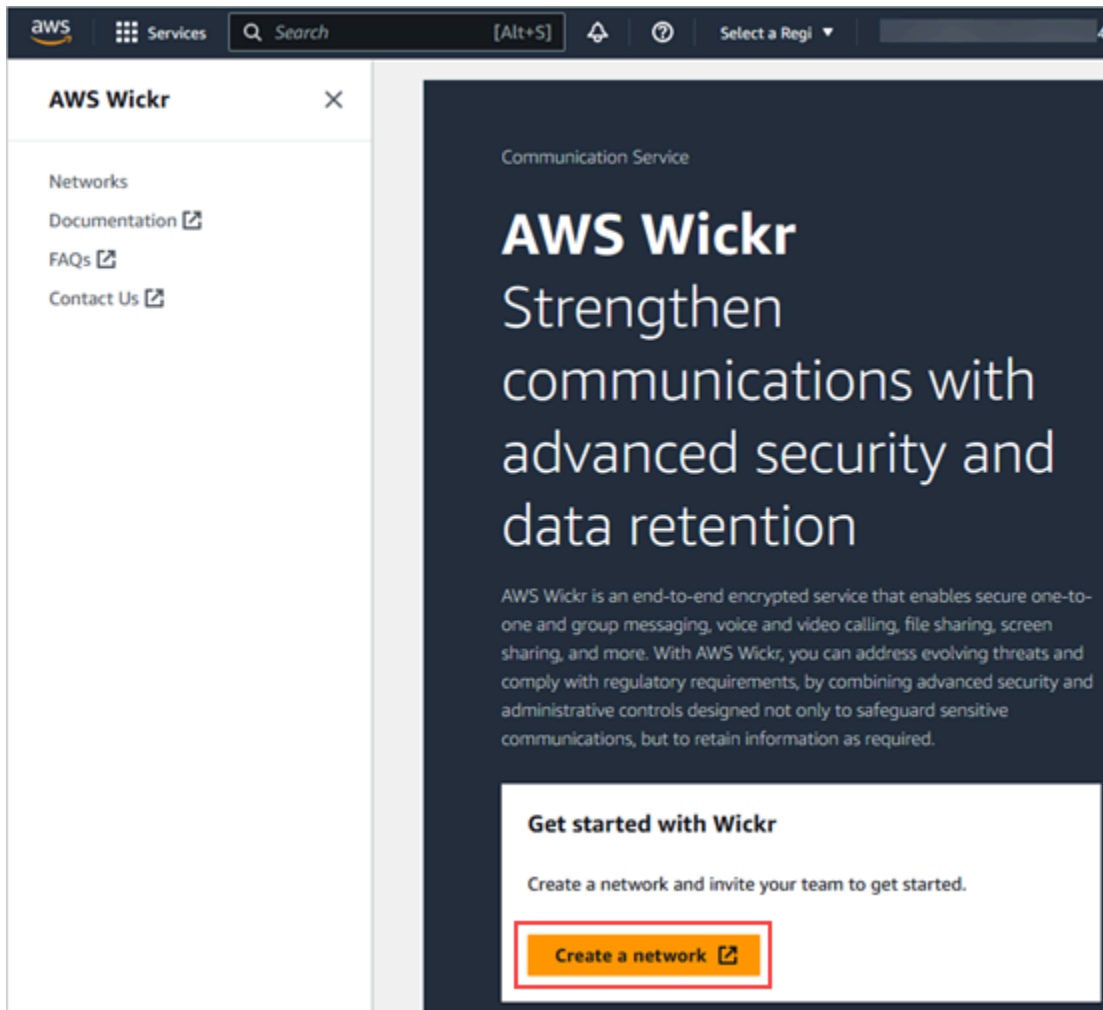 aws Services Search [Alt+S] Select a Regi
AWS Wickr
Networks
Documentation
FAQs
Contact Us
Communication Service
AWS Wickr
Strengthen
communications with
advanced security and
data retention
AWS Wickr is an end-to-end encrypted service that enables secure one-to-
one and group messaging, voice and video calling, file sharing, screen
sharing, and more. With AWS Wickr, you can address evolving threats and
comply with regulatory requirements, by combining advanced security and
administrative controls designed not only to safeguard sensitive
communications, but to retain information as required.
Get started with Wickr
Create a network and invite your team to get started.
Create a network